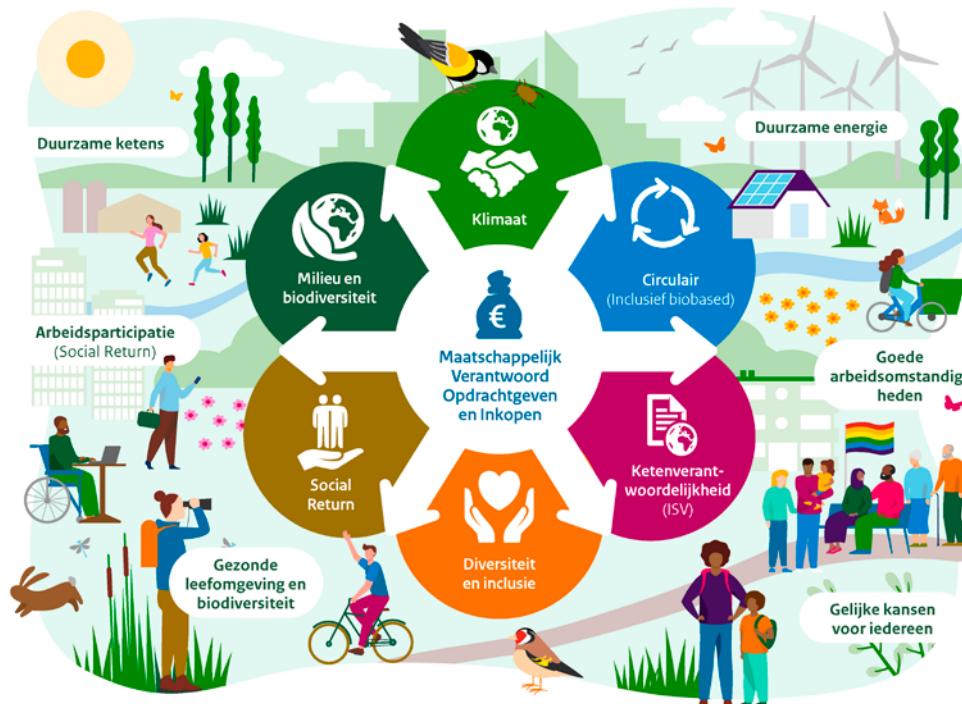 Duurzame ketens
Duurzame energie
Klimaat
Milieu en
biodiversiteit
Circulair
(Inclusief biobased)
€
Maatschappelijk
Verantwoord
Opdrachtgeven
en Inkopen
Arbeidsparticipatie
(Social Return)
Goede
arbeidsomstandig
heden
Social
Return
Ketenverant-
woordelijkheid
(ISV)
Diversiteit
en inclusie
Gezonde
leefomgeving en
biodiversiteit
Gelijke kansen
voor iedereen